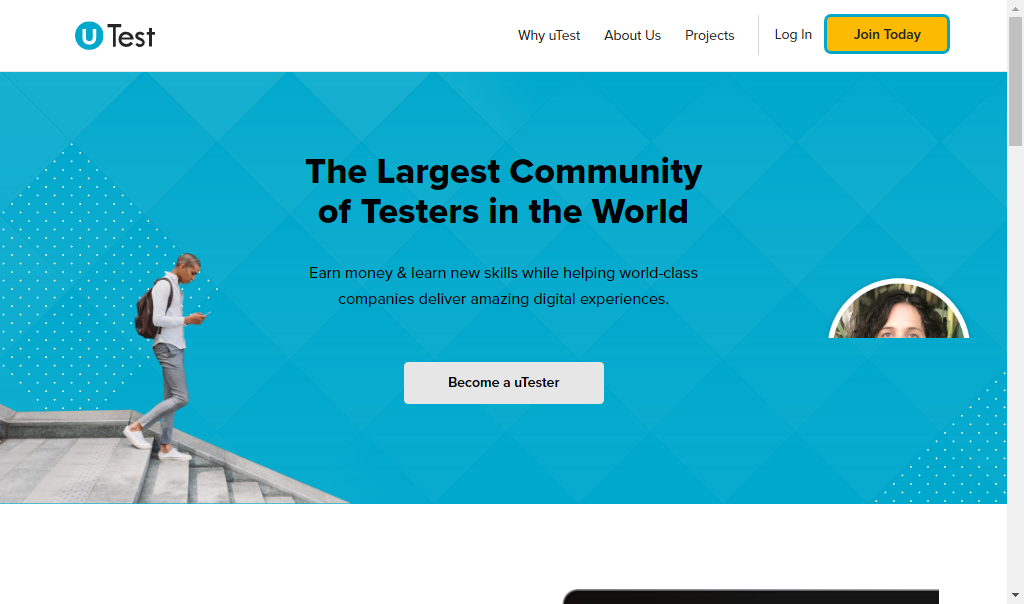 u Test
Why uTest
About Us
Projects
Log In
Join Today
The Largest Community
of Testers in the World
Earn money & learn new skills while helping world-class
companies deliver amazing digital experiences.
Become a uTester